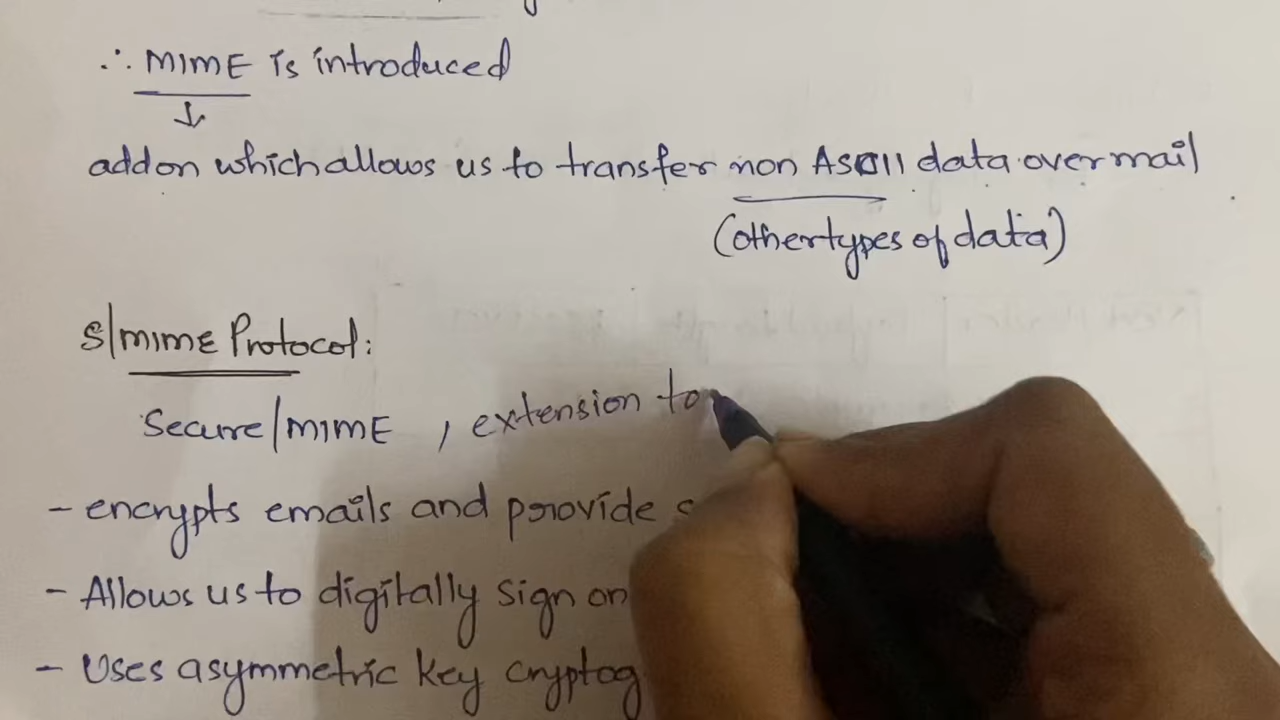 ∴ MIME is introduced
↓
addon which allows us to transfer non ASCII data over mail
(other types of data)
S/MIME Protocol:
Secure/MIME , extension to
- encrypts emails and provide
- Allows us to digitally sign on
- Uses asymmetric key cryptog